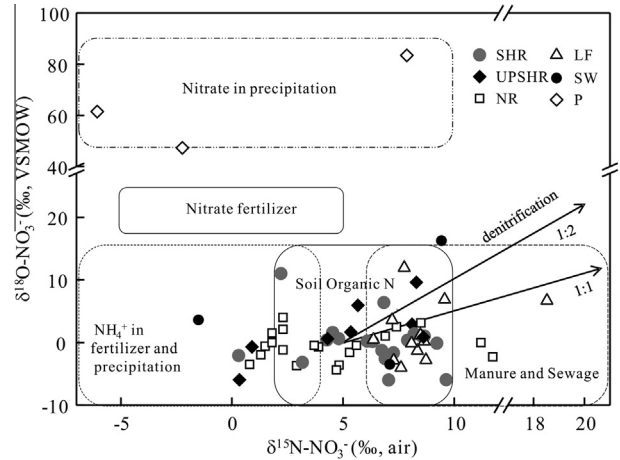 100
80
60
40
20
10
0
-10
δ18O-NO3-(‰, VSMOW)
Nitrate in precipitation
SHR
UPSHR
NR
LF
SW
P
Nitrate fertilizer
denitrification
1:2
1:1
Soil Organic N
NH4+ in
fertilizer and
precipitation
Manure and Sewage
-5
0
5
10
15
20
δ15N-NO3-(‰, air)